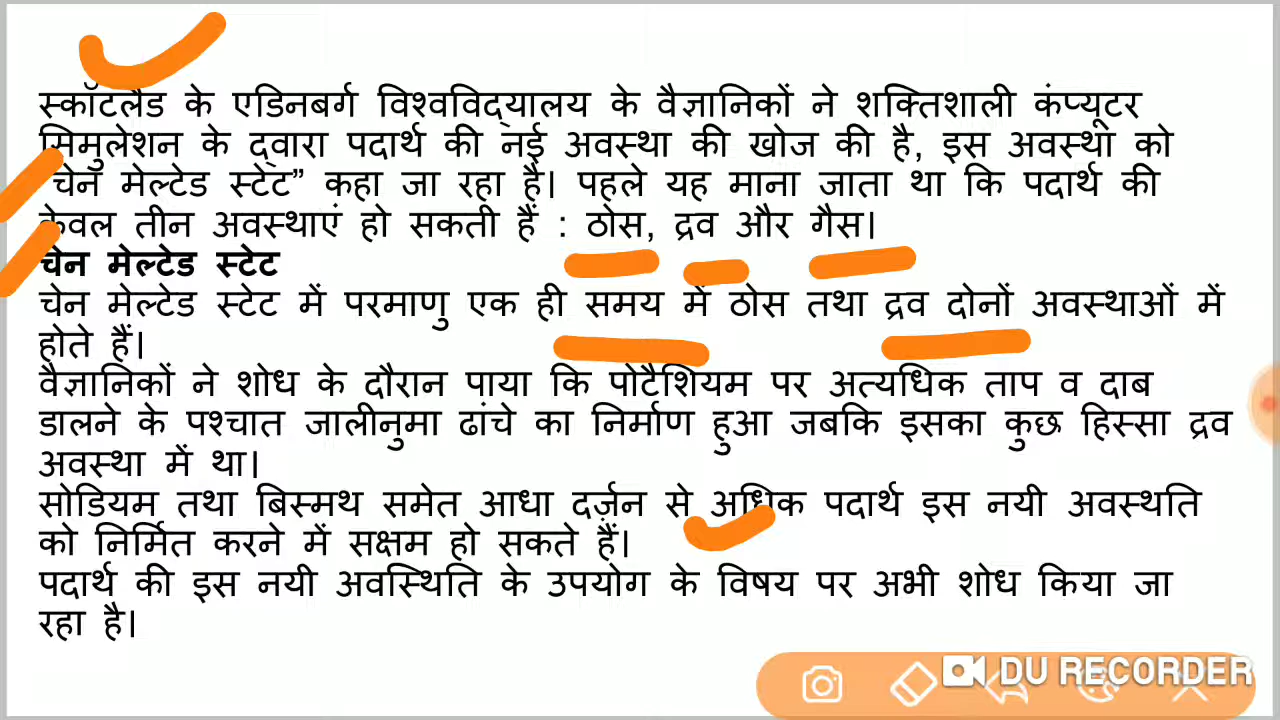 स्कॉटलैंड के एडिनबर्ग विश्वविद्यालय के वैज्ञानिकों ने शक्तिशाली कंप्यूटर
सिमुलेशन के द्वारा पदार्थ की नई अवस्था की खोज की है, इस अवस्था को
“चेन मेल्टेड स्टेट” कहा जा रहा है। पहले यह माना जाता था कि पदार्थ की
केवल तीन अवस्थाएं हो सकती हैं : ठोस, द्रव और गैस।
चेन मेल्टेड स्टेट
चेन मेल्टेड स्टेट में परमाणु एक ही समय में ठोस तथा द्रव दोनों अवस्थाओं में
होते हैं।
वैज्ञानिकों ने शोध के दौरान पाया कि पोटैशियम पर अत्यधिक ताप व दाब
डालने के पश्चात जालीनुमा ढांचे का निर्माण हुआ जबकि इसका कुछ हिस्सा द्रव
अवस्था में था।
सोडियम तथा बिस्मथ समेत आधा दर्ज़न से अधिक पदार्थ इस नयी अवस्थति
को निर्मित करने में सक्षम हो सकते हैं।
पदार्थ की इस नयी अवस्थिति के उपयोग के विषय पर अभी शोध किया जा
रहा है।
DU RECORDER